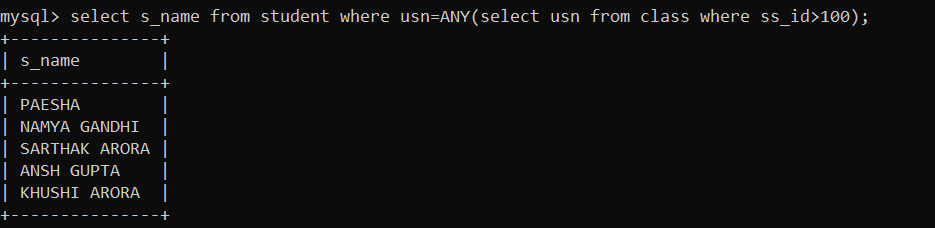 mysql> select s_name from student where usn=ANY(select usn from class where ss_id>100);
+---------------+
| s_name        |
+---------------+
| PAESHA        |
| NAMYA GANDHI  |
| SARTHAK ARORA |
| ANSH GUPTA    |
| KHUSHI ARORA  |
+---------------+